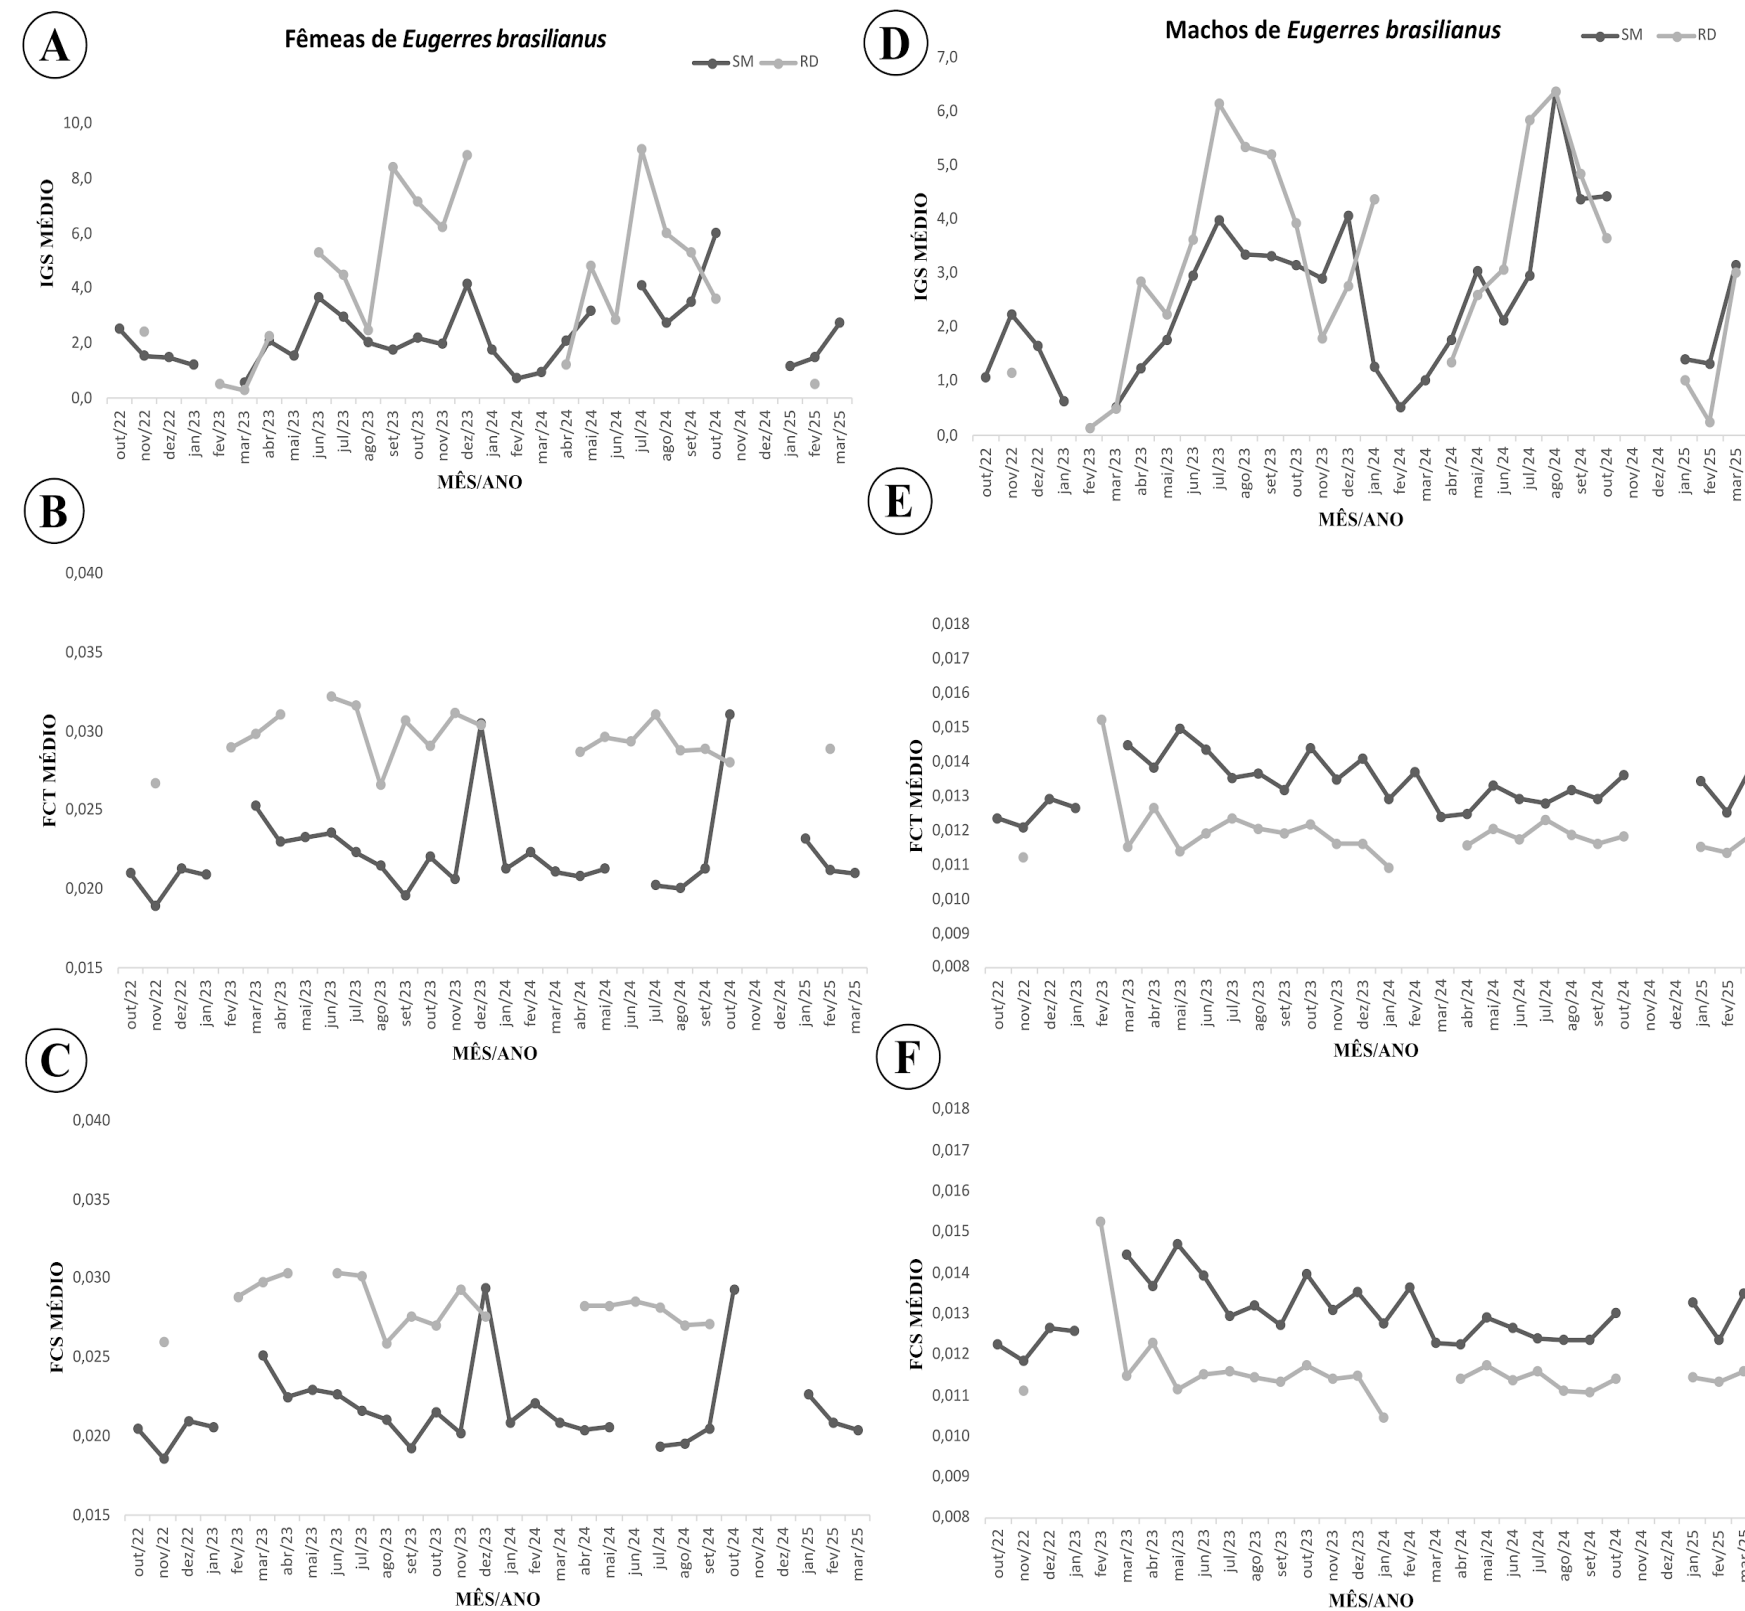 A
Fêmeas de Eugerres brasilianus
SM RD
IGS MÉDIO
10,0
8,0
6,0
4,0
2,0
0,0
out/22 nov/22 dez/22 jan/23 fev/23 mar/23 abr/23 mai/23 jun/23 jul/23 ago/23 set/23 out/23 nov/23 dez/23 jan/24 fev/24 mar/24 abr/24 mai/24 jun/24 jul/24 ago/24 set/24 out/24 nov/24 dez/24 jan/25 fev/25 mar/25
MÊS/ANO
B
FCT MÉDIO
0,040
0,035
0,030
0,025
0,020
0,015
out/22 nov/22 dez/22 jan/23 fev/23 mar/23 abr/23 mai/23 jun/23 jul/23 ago/23 set/23 out/23 nov/23 dez/23 jan/24 fev/24 mar/24 abr/24 mai/24 jun/24 jul/24 ago/24 set/24 out/24 nov/24 dez/24 jan/25 fev/25 mar/25
MÊS/ANO
C
FCS MÉDIO
0,040
0,035
0,030
0,025
0,020
0,015
out/22 nov/22 dez/22 jan/23 fev/23 mar/23 abr/23 mai/23 jun/23 jul/23 ago/23 set/23 out/23 nov/23 dez/23 jan/24 fev/24 mar/24 abr/24 mai/24 jun/24 jul/24 ago/24 set/24 out/24 nov/24 dez/24 jan/25 fev/25 mar/25
MÊS/ANO
D
Machos de Eugerres brasilianus
SM RD
IGS MÉDIO
7,0
6,0
5,0
4,0
3,0
2,0
1,0
0,0
out/22 nov/22 dez/22 jan/23 fev/23 mar/23 abr/23 mai/23 jun/23 jul/23 ago/23 set/23 out/23 nov/23 dez/23 jan/24 fev/24 mar/24 abr/24 mai/24 jun/24 jul/24 ago/24 set/24 out/24 nov/24 dez/24 jan/25 fev/25 mar/25
MÊS/ANO
E
FCT MÉDIO
0,018
0,017
0,016
0,015
0,014
0,013
0,012
0,011
0,010
0,009
0,008
out/22 nov/22 dez/22 jan/23 fev/23 mar/23 abr/23 mai/23 jun/23 jul/23 ago/23 set/23 out/23 nov/23 dez/23 jan/24 fev/24 mar/24 abr/24 mai/24 jun/24 jul/24 ago/24 set/24 out/24 nov/24 dez/24 jan/25 fev/25
MÊS/ANO
F
FCS MÉDIO
0,018
0,017
0,016
0,015
0,014
0,013
0,012
0,011
0,010
0,009
0,008
out/22 nov/22 dez/22 jan/23 fev/23 mar/23 abr/23 mai/23 jun/23 jul/23 ago/23 set/23 out/23 nov/23 dez/23 jan/24 fev/24 mar/24 abr/24 mai/24 jun/24 jul/24 ago/24 set/24 out/24 nov/24 dez/24 jan/25 fev/25
MÊS/ANO